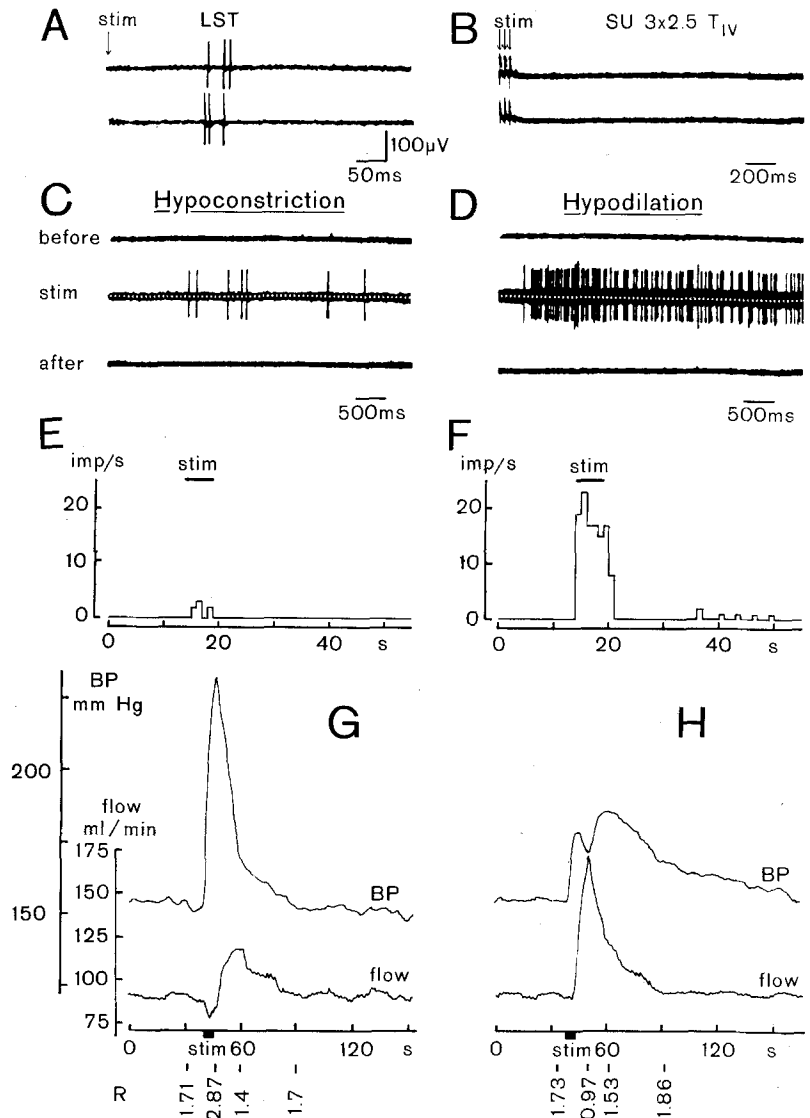 A stim LST
B stim SU 3x2.5 T_IV
100µV
50ms
200ms
C Hypoconstriction
D Hypodilation
before
stim
after
500ms
500ms
E
F
imp/s stim
imp/s stim
20
20
10
10
0
0
0 20 40 s
0 20 40 s
BP
mm Hg
G
H
200
150
flow
ml/min
175
150
125
100
75
BP
flow
BP
flow
0 stim 60 120 s
0 stim 60 120 s
R 1.71 2.87 1.4 1.7
1.73 0.97 1.53 1.86